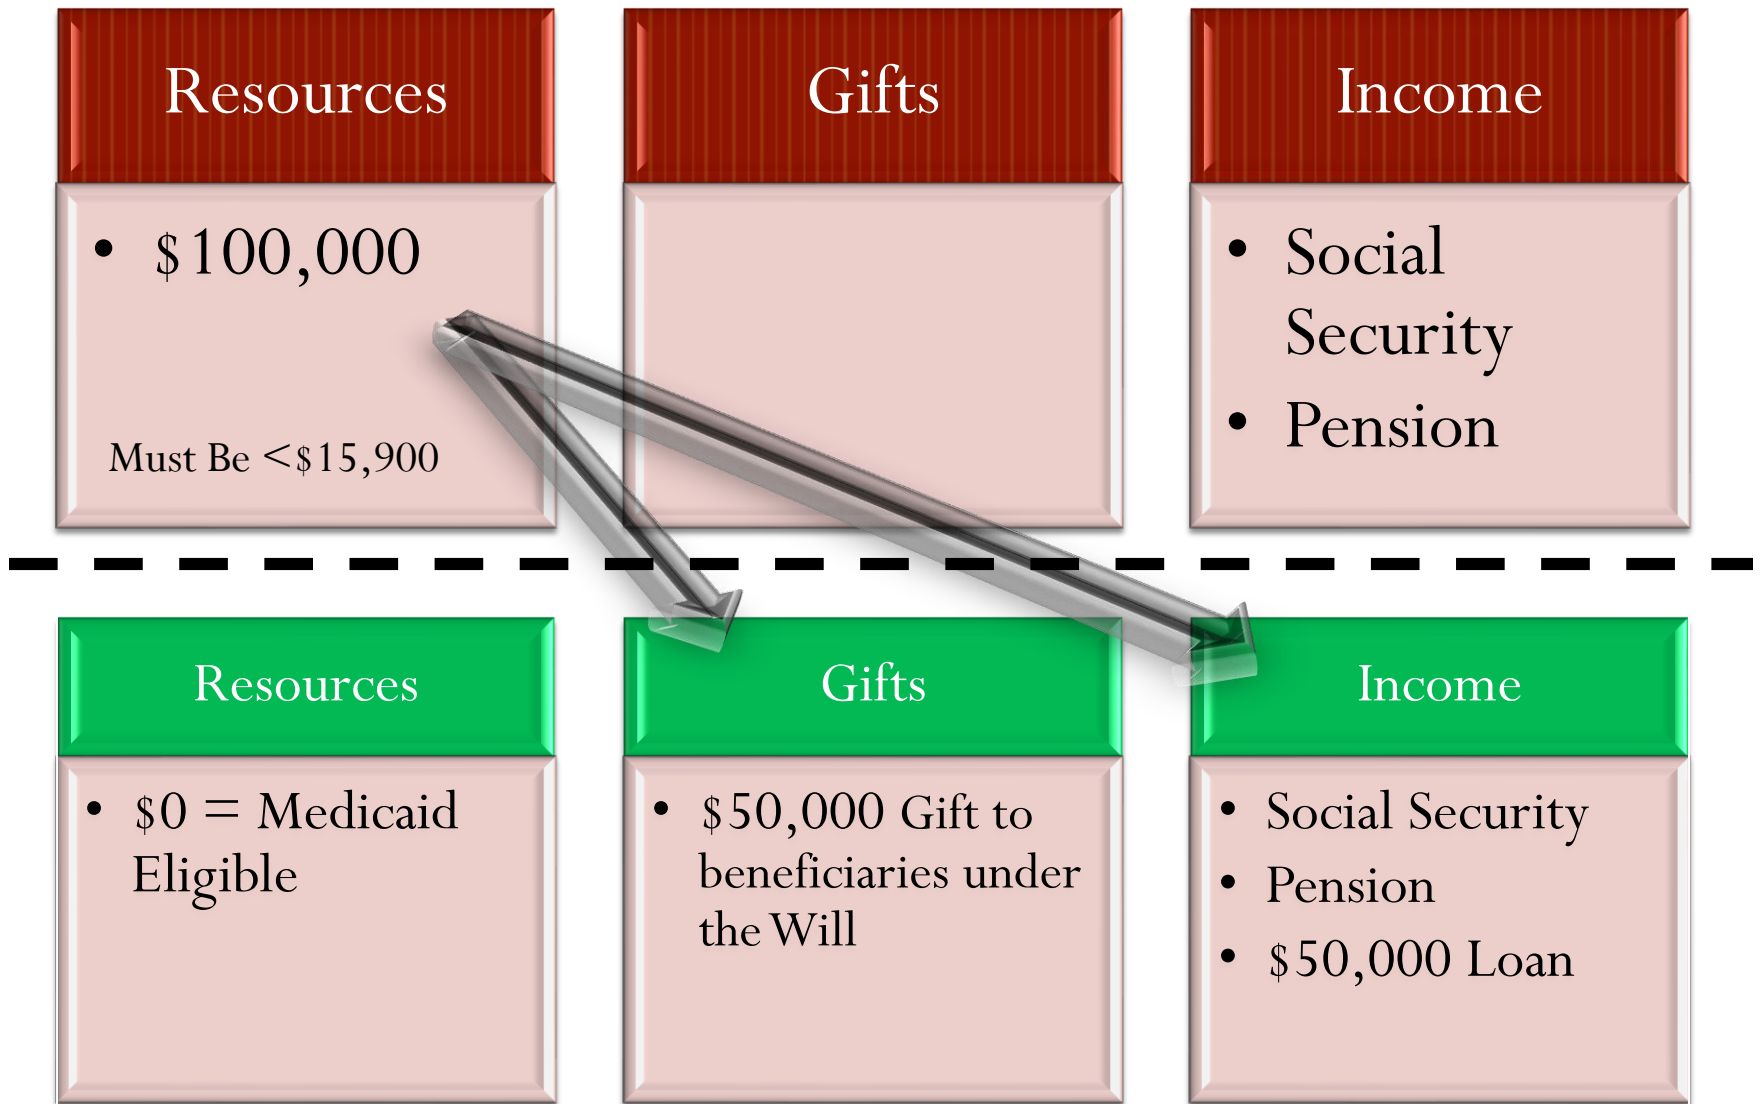 Resources
Gifts
Income
• $100,000
Must Be <$15,900
• Social
Security
• Pension
Resources
Gifts
Income
• $0 = Medicaid
Eligible
• $50,000 Gift to
beneficiaries under
the Will
• Social Security
• Pension
• $50,000 Loan